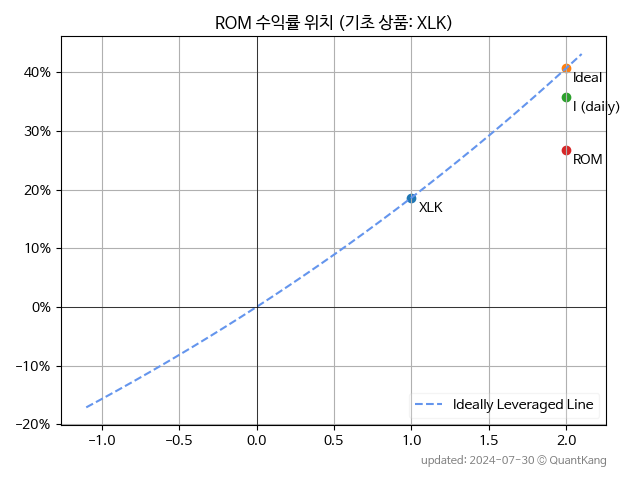 ROM 수익률 위치 (기초 상품: XLK)
40%
30%
20%
10%
0%
−10%
−20%
Ideal
I (daily)
ROM
XLK
Ideally Leveraged Line
−1.0
−0.5
0.0
0.5
1.0
1.5
2.0
updated: 2024-07-30 © QuantKang